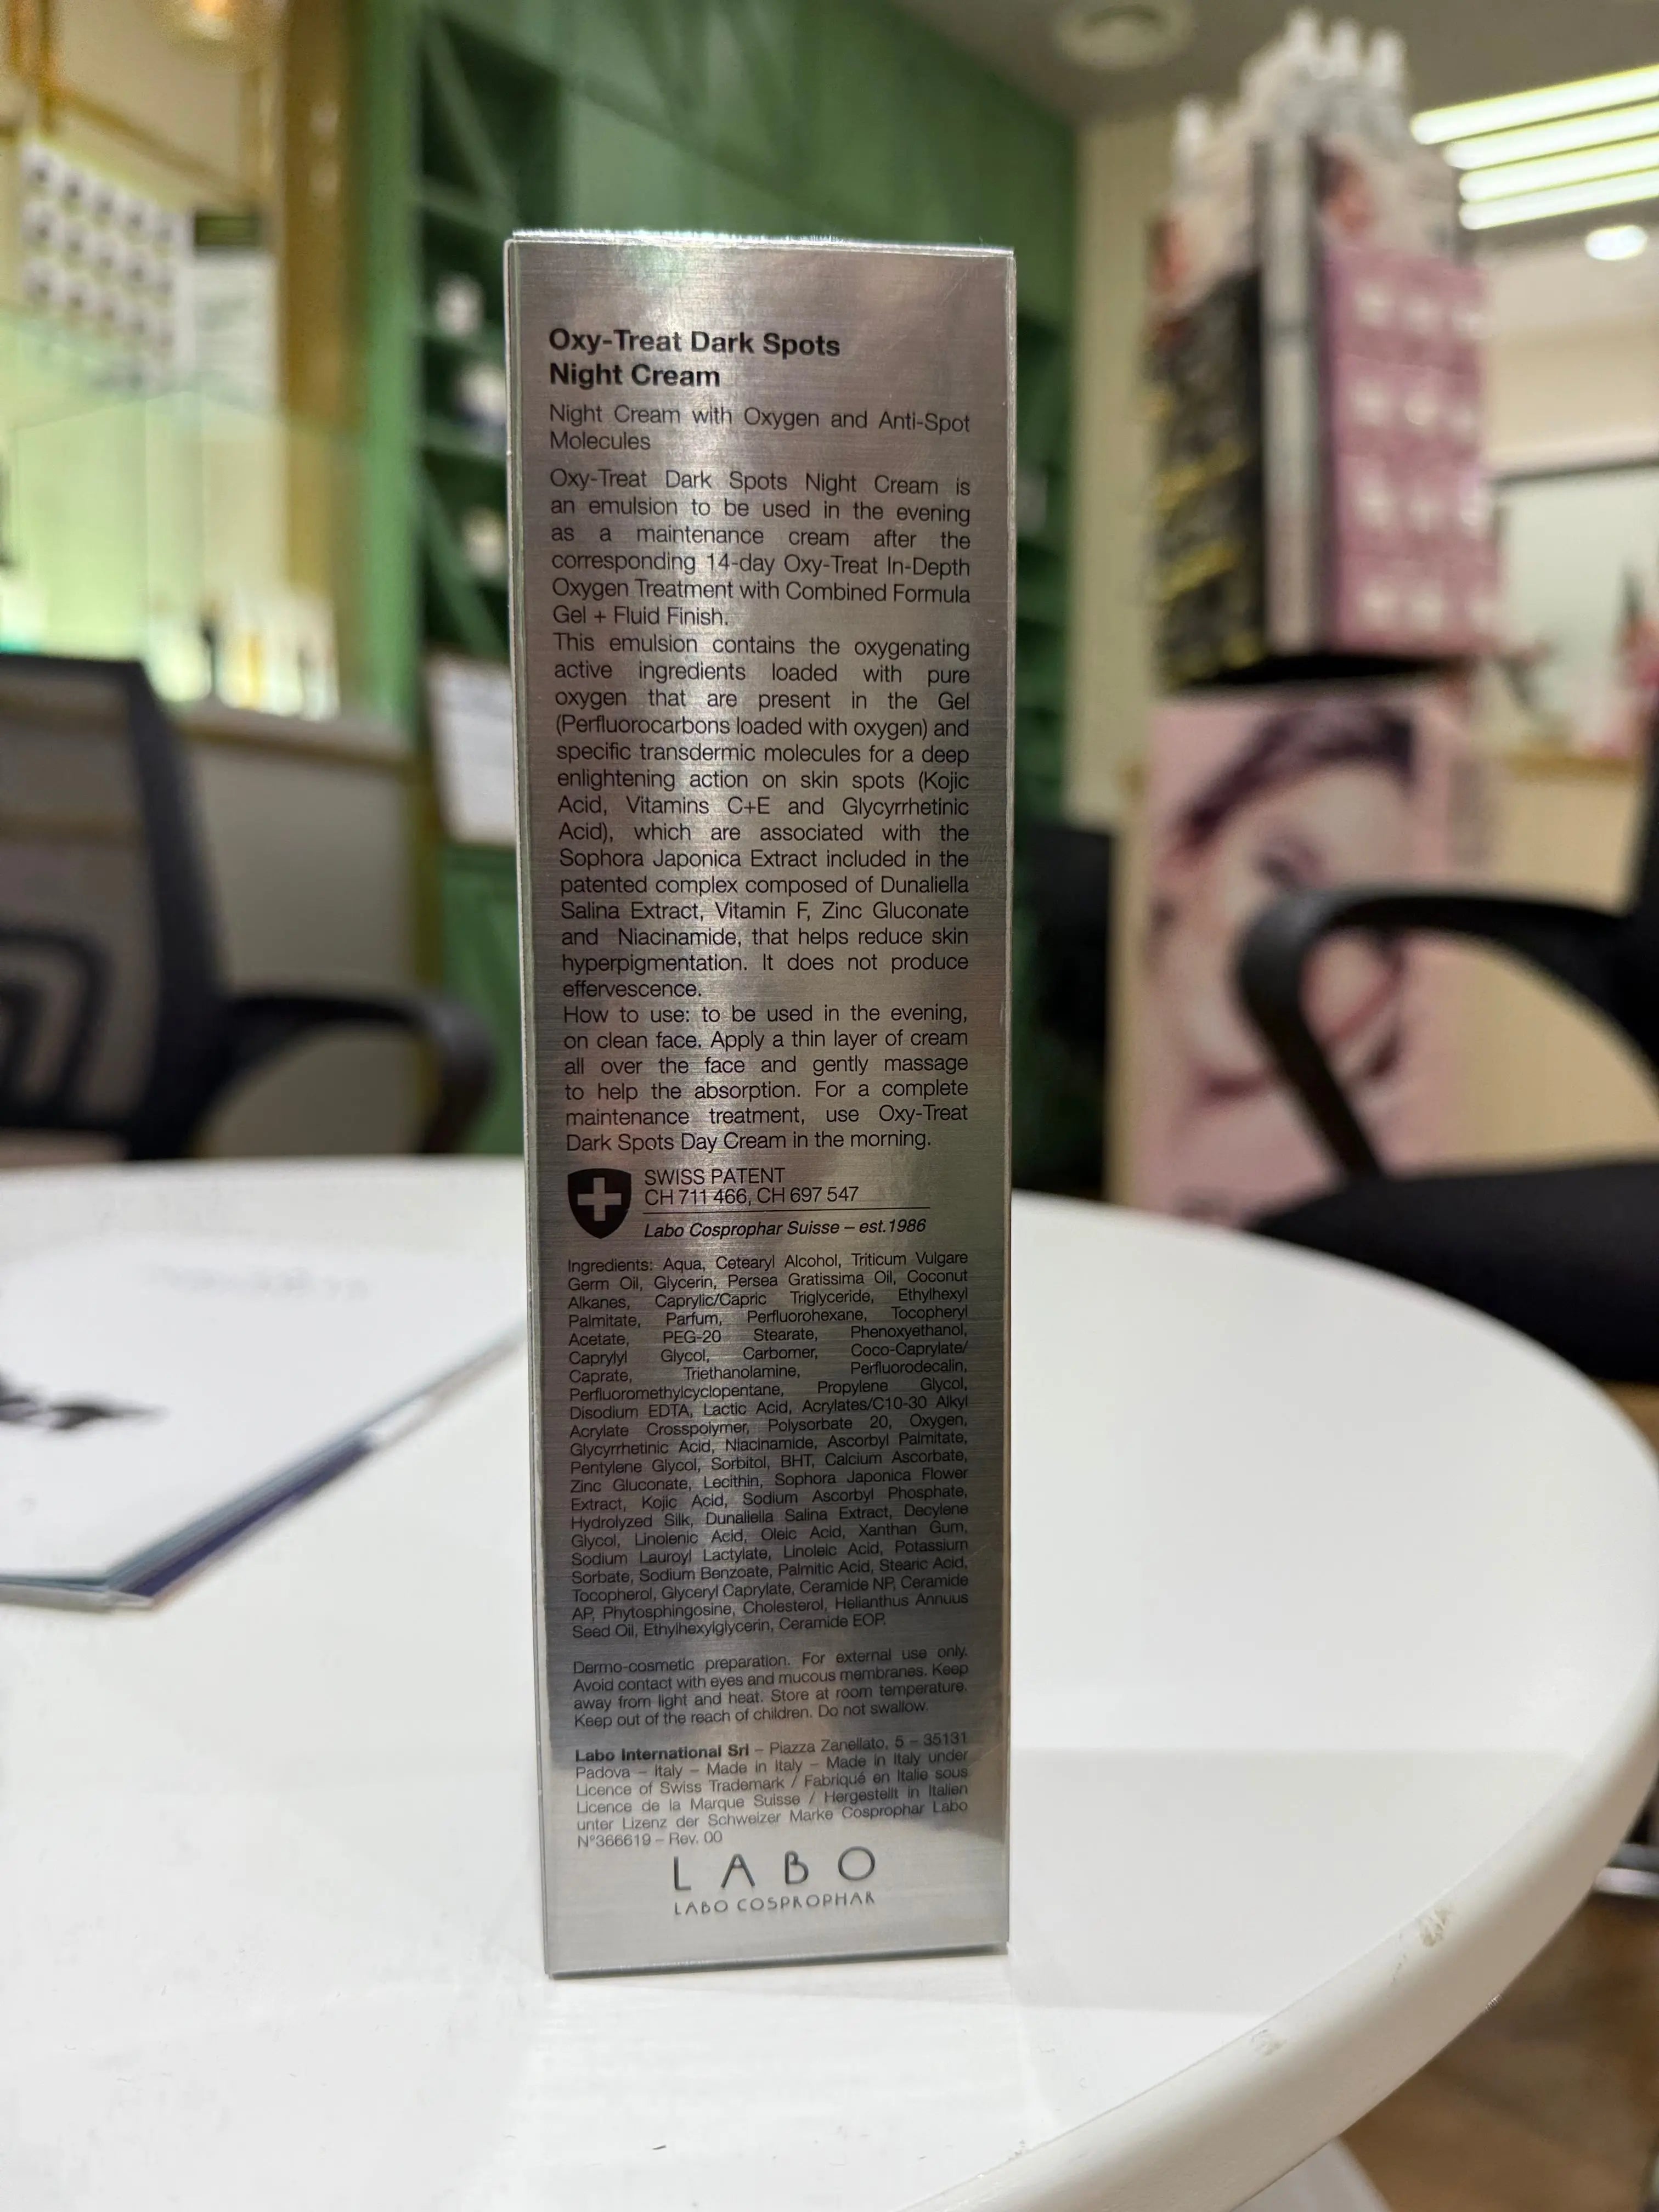 Oxy-Treat Dark Spots
Night Cream
Night Cream with Oxygen and Anti-Spot
Molecules
Oxy-Treat Dark Spots Night Cream is
an emulsion to be used in the evening
as a maintenance cream after the
corresponding 14-day Oxy-Treat In-Depth
Oxygen Treatment with Combined Formula
Gel + Fluid Finish.
This emulsion contains the oxygenating
active ingredients loaded with pure
oxygen that are present in the Gel
(Perfluorocarbons loaded with oxygen) and
specific transdermic molecules for a deep
enlightening action on skin spots (Kojic
Acid, Vitamins C+E and Glycyrrhetinic
Acid), which are associated with the
Sophora Japonica Extract included in the
patented complex composed of Dunaliella
Salina Extract, Vitamin F, Zinc Gluconate
and Niacinamide, that helps reduce skin
hyperpigmentation. It does not produce
effervescence.
How to use: to be used in the evening,
on clean face. Apply a thin layer of cream
all over the face and gently massage
to help the absorption. For a complete
maintenance treatment, use Oxy-Treat
Dark Spots Day Cream in the morning.
SWISS PATENT
CH 711 466, CH 697 547
Labo Cosprophar Suisse – est.1986
Ingredients: Aqua, Cetearyl Alcohol, Triticum Vulgare
Germ Oil, Glycerin, Persea Gratissima Oil, Coconut
Alkanes, Caprylic/Capric Triglyceride, Ethylhexyl
Palmitate, Parfum, Perfluorohexane, Tocopheryl
Acetate, PEG-20 Stearate, Phenoxyethanol,
Caprylyl Glycol, Carbomer, Coco-Caprylate/
Caprate, Triethanolamine, Perfluorodecalin,
Perfluoromethylcyclopentane, Propylene Glycol,
Disodium EDTA, Lactic Acid, Acrylates/C10-30 Alkyl
Acrylate Crosspolymer, Polysorbate 20, Oxygen,
Glycyrrhetinic Acid, Niacinamide, Ascorbyl Palmitate,
Pentylene Glycol, Sorbitol, BHT, Calcium Ascorbate,
Zinc Gluconate, Lecithin, Sophora Japonica Flower
Extract, Kojic Acid, Sodium Ascorbyl Phosphate,
Hydrolyzed Silk, Dunaliella Salina Extract, Decylene
Glycol, Linolenic Acid, Oleic Acid, Xanthan Gum,
Sodium Lauroyl Lactylate, Linoleic Acid, Potassium
Sorbate, Sodium Benzoate, Palmitic Acid, Stearic Acid,
Tocopherol, Glyceryl Caprylate, Ceramide NP, Ceramide
AP, Phytosphingosine, Cholesterol, Helianthus Annuus
Seed Oil, Ethylhexylglycerin, Ceramide EOP.
Dermo-cosmetic preparation. For external use only.
Avoid contact with eyes and mucous membranes. Keep
away from light and heat. Store at room temperature.
Keep out of the reach of children. Do not swallow.
Labo International Srl – Piazza Zanellato, 5 – 35131
Padova – Italy – Made in Italy – Made in Italy under
Licence of Swiss Trademark / Fabriqué en Italie sous
Licence de la Marque Suisse / Hergestellt in Italien
unter Lizenz der Schweizer Marke Cosprophar Labo
N°366619 – Rev. 00
LABO
LABO COSPROPHAR